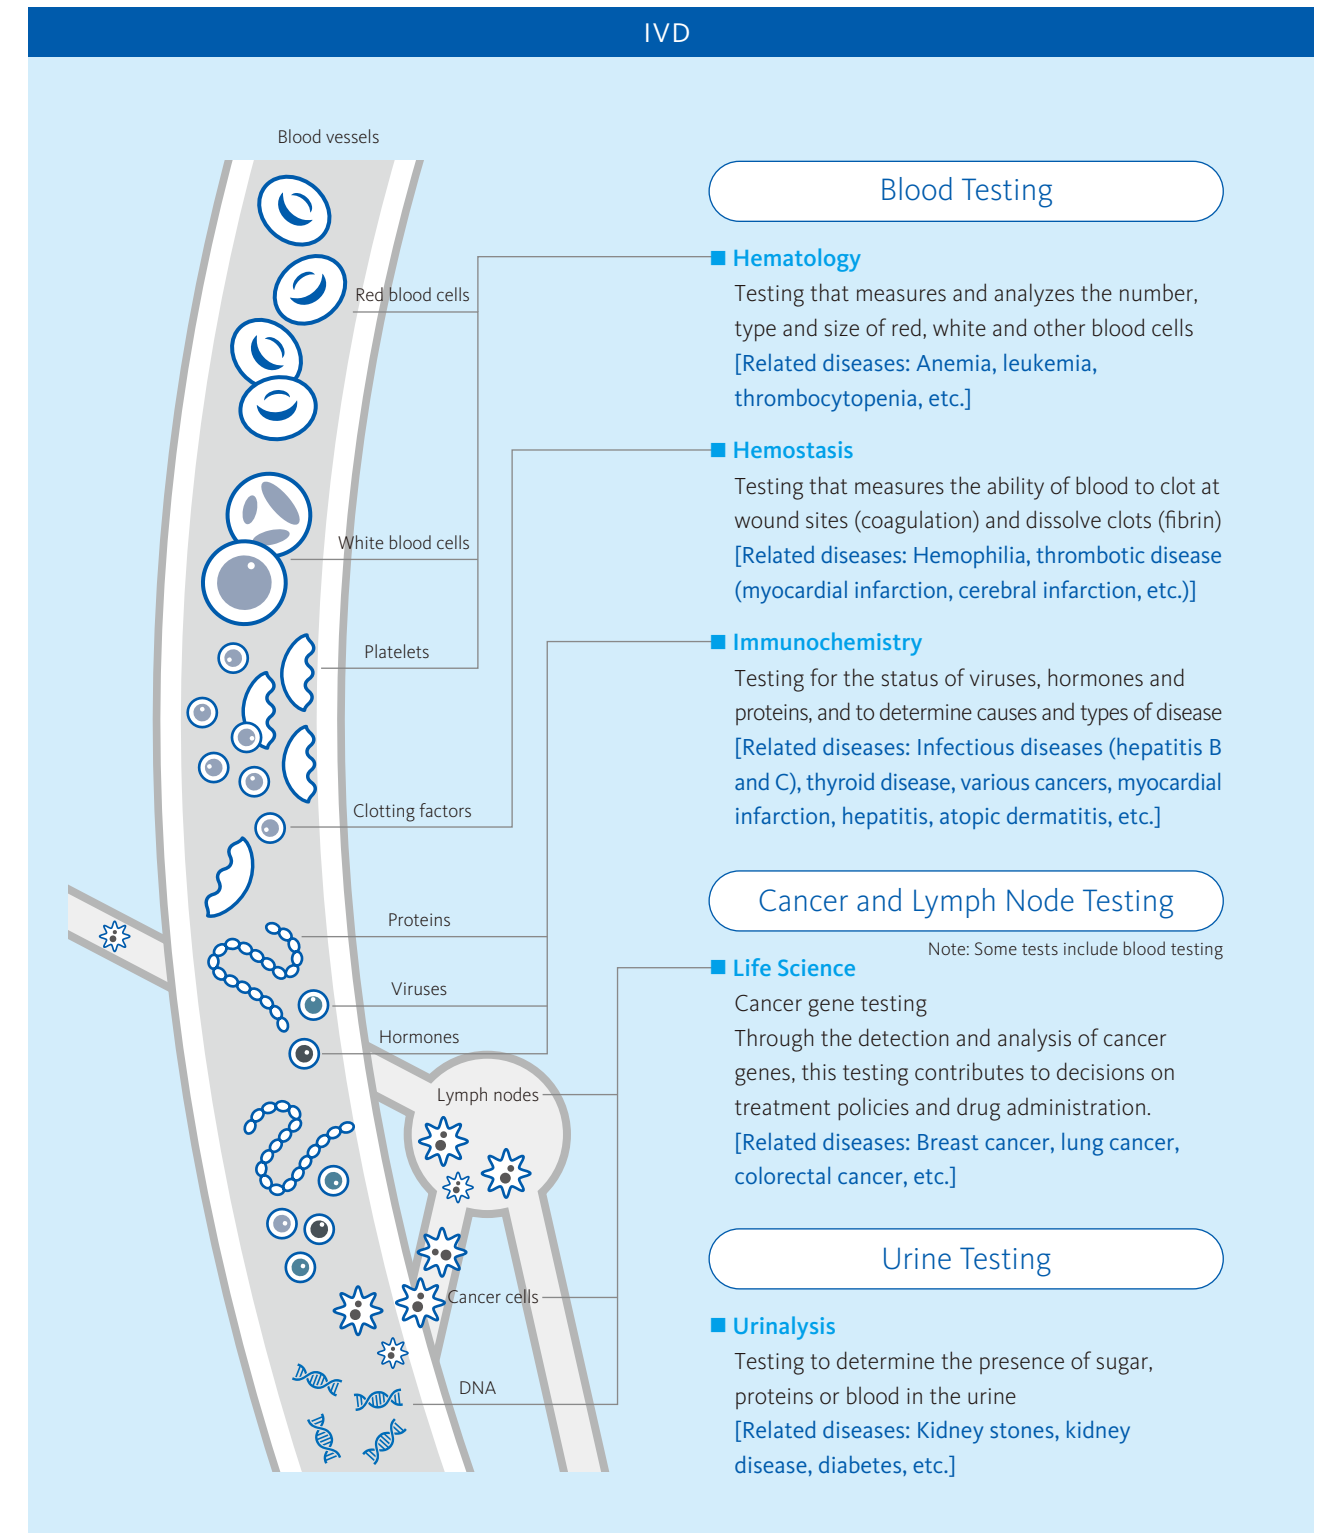 IVD
Blood vessels
Red blood cells
White blood cells
Platelets
Clotting factors
Proteins
Viruses
Hormones
Lymph nodes
Cancer cells
DNA
Blood Testing
■ Hematology
Testing that measures and analyzes the number,
type and size of red, white and other blood cells
[Related diseases: Anemia, leukemia,
thrombocytopenia, etc.]
■ Hemostasis
Testing that measures the ability of blood to clot at
wound sites (coagulation) and dissolve clots (fibrin)
[Related diseases: Hemophilia, thrombotic disease
(myocardial infarction, cerebral infarction, etc.)]
■ Immunochemistry
Testing for the status of viruses, hormones and
proteins, and to determine causes and types of disease
[Related diseases: Infectious diseases (hepatitis B
and C), thyroid disease, various cancers, myocardial
infarction, hepatitis, atopic dermatitis, etc.]
Cancer and Lymph Node Testing
Note: Some tests include blood testing
■ Life Science
Cancer gene testing
Through the detection and analysis of cancer
genes, this testing contributes to decisions on
treatment policies and drug administration.
[Related diseases: Breast cancer, lung cancer,
colorectal cancer, etc.]
Urine Testing
■ Urinalysis
Testing to determine the presence of sugar,
proteins or blood in the urine
[Related diseases: Kidney stones, kidney
disease, diabetes, etc.]